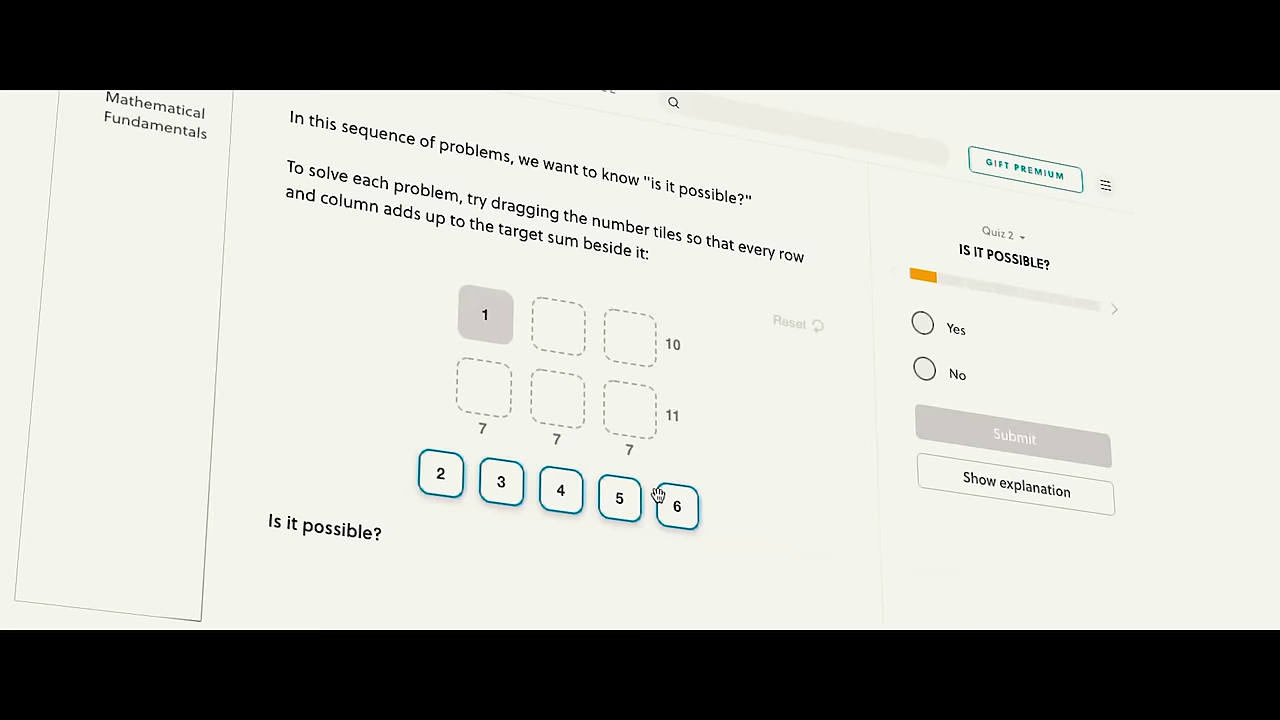 Mathematical
Fundamentals
In this sequence of problems, we want to know "is it possible?"
To solve each problem, try dragging the number tiles so that every row
and column adds up to the target sum beside it:
GIFT PREMIUM
Quiz 2
IS IT POSSIBLE?
Reset
1
10
11
7
7
7
2
3
4
5
6
Yes
No
Submit
Show explanation
Is it possible?